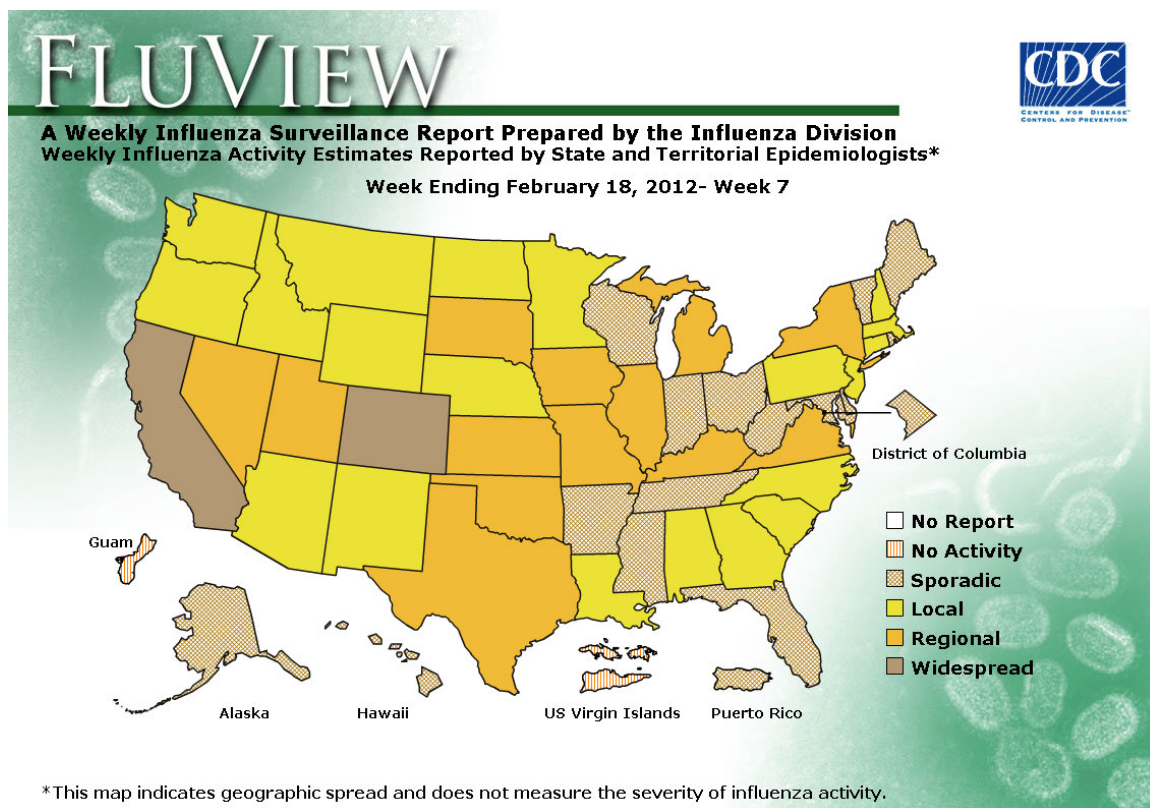 FLUVIEW
CDC
CENTERS FOR DISEASE™
CONTROL AND PREVENTION
A Weekly Influenza Surveillance Report Prepared by the Influenza Division
Weekly Influenza Activity Estimates Reported by State and Territorial Epidemiologists*
Week Ending February 18, 2012- Week 7
District of Columbia
No Report
Guam
No Activity
Sporadic
Local
Regional
Widespread
Alaska
Hawaii
US Virgin Islands
Puerto Rico
*This map indicates geographic spread and does not measure the severity of influenza activity.